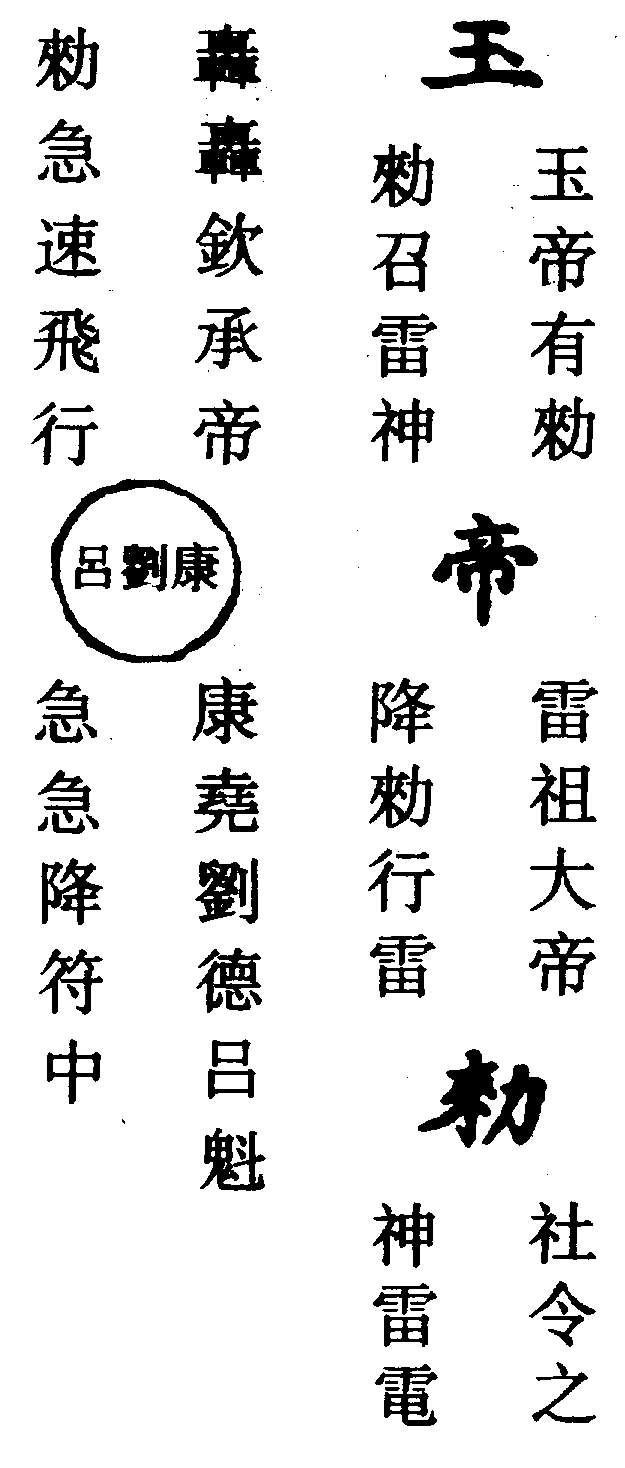 玉
玉帝有勑
勑召雷神
帝
雷祖大帝
降勑行雷
勑
社令之
神雷電
轟轟欽承帝
勑急速飛行
康劉呂
康堯劉德呂魁
急急降符中